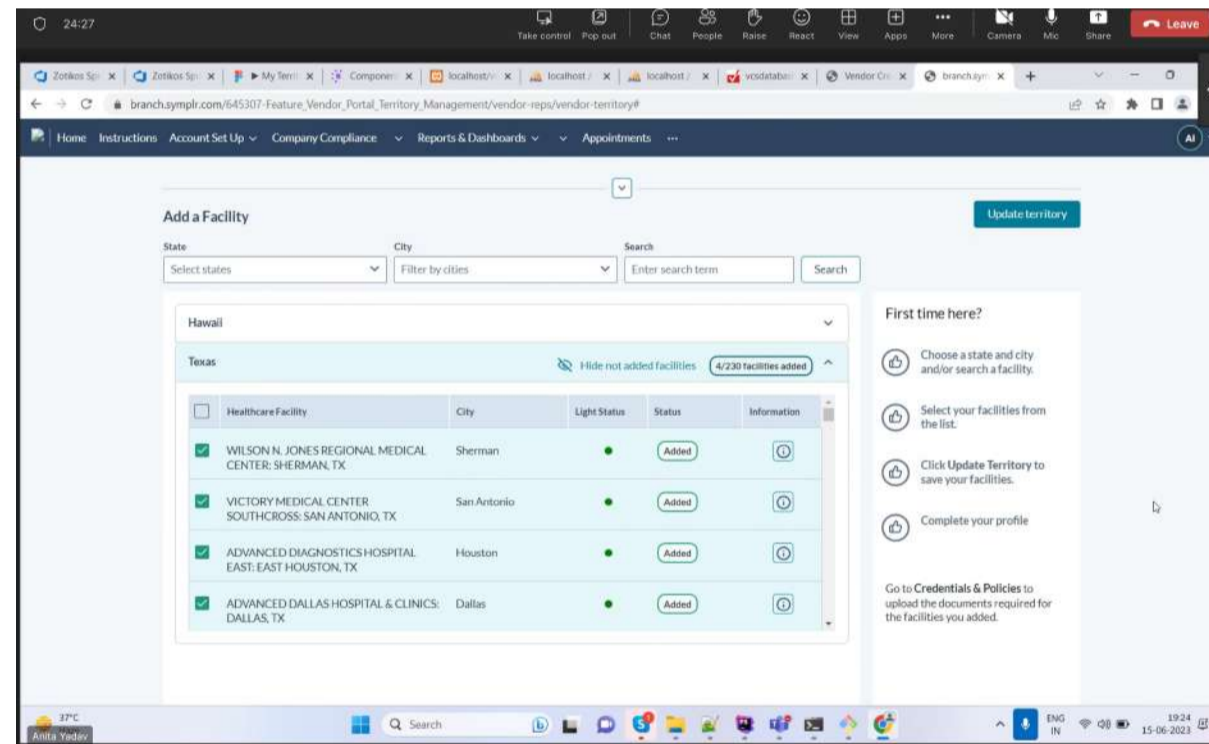 24:27
Take control Pop out Chat People Raise React View Apps More Camera Mic Share Leave
Zotikos Zotikos My Terri Componen localhost/v localhost / localhost / vcsdatabas Vendor Cre branch.sym
branch.symplr.com/645307-Feature_Vendor_Portal_Territory_Management/vendor-reps/vendor-territory#
Home Instructions Account Set Up Company Compliance Reports & Dashboards Appointments ... AI
Add a Facility Update territory
State City Search
Select states Filter by cities Enter search term Search
Hawaii
Texas Hide not added facilities 4/230 facilities added
Healthcare Facility City Light Status Status Information
WILSON N. JONES REGIONAL MEDICAL Sherman Added
CENTER: SHERMAN, TX
VICTORY MEDICAL CENTER San Antonio Added
SOUTHCROSS: SAN ANTONIO, TX
ADVANCED DIAGNOSTICS HOSPITAL Houston Added
EAST: EAST HOUSTON, TX
ADVANCED DALLAS HOSPITAL & CLINICS: Dallas Added
DALLAS, TX
First time here?
Choose a state and city
and/or search a facility.
Select your facilities from
the list.
Click Update Territory to
save your facilities.
Complete your profile
Go to Credentials & Policies to
upload the documents required for
the facilities you added.
37°C
Anita Yadav
Search
ENG 19:24
IN 15-06-2023